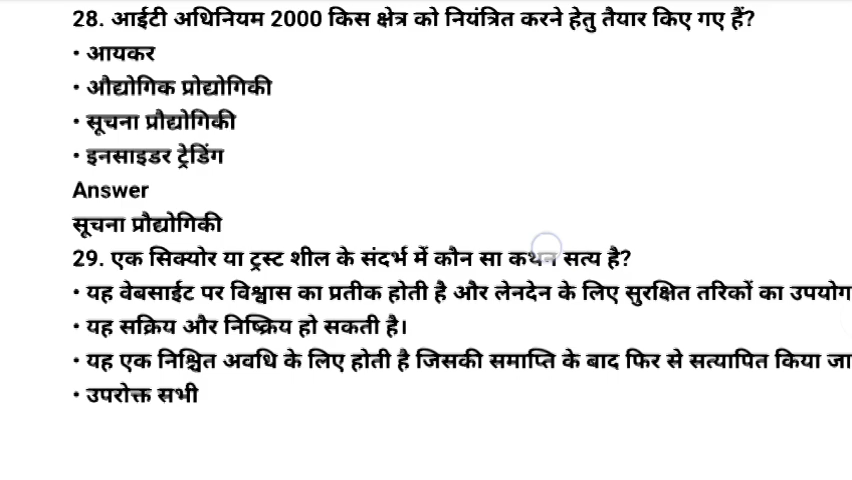 28. आईटी अधिनियम 2000 किस क्षेत्र को नियंत्रित करने हेतु तैयार किए गए हैं?
• आयकर
• औद्योगिक प्रोद्योगिकी
• सूचना प्रौद्योगिकी
• इनसाइडर ट्रेडिंग
Answer
सूचना प्रौद्योगिकी
29. एक सिक्योर या ट्रस्ट शील के संदर्भ में कौन सा कथन सत्य है?
• यह वेबसाईट पर विश्वास का प्रतीक होती है और लेनदेन के लिए सुरक्षित तरिकों का उपयोग
• यह सक्रिय और निष्क्रिय हो सकती है।
• यह एक निश्चित अवधि के लिए होती है जिसकी समाप्ति के बाद फिर से सत्यापित किया जा
• उपरोक्त सभी